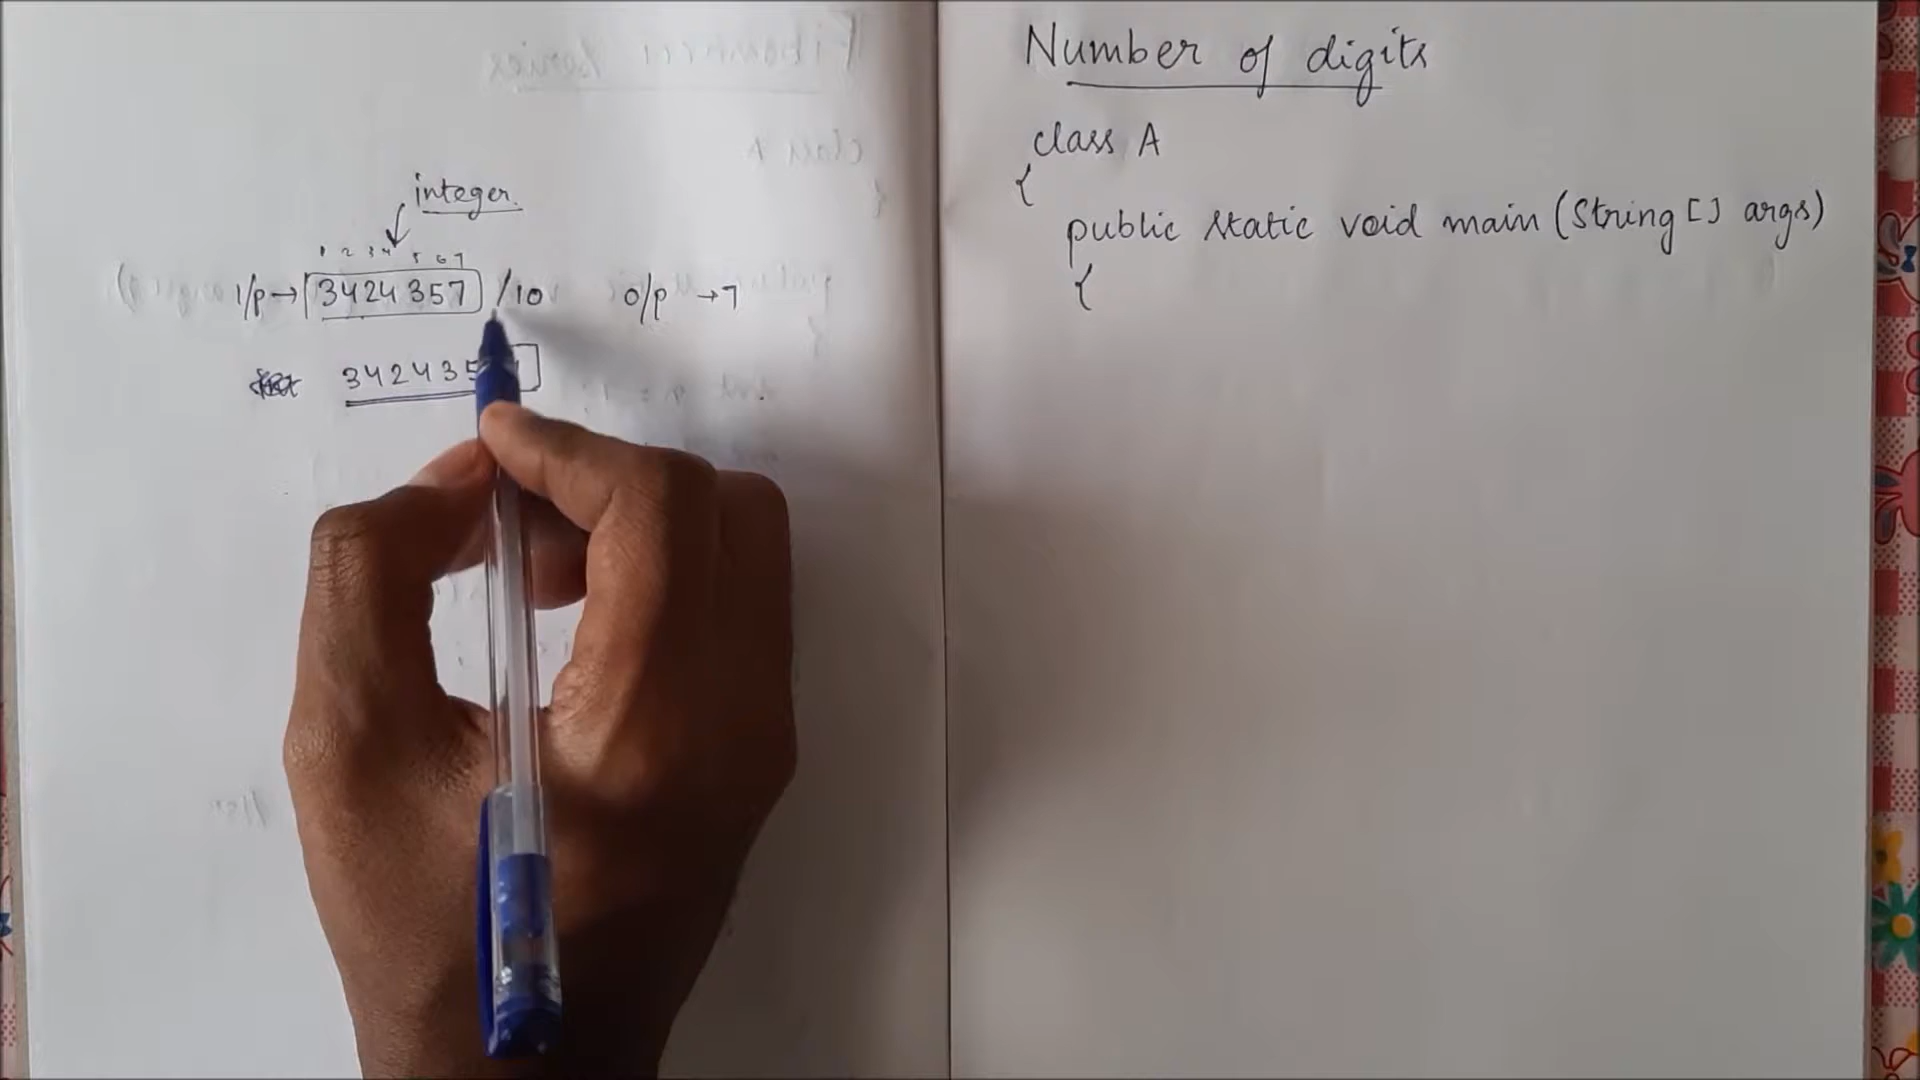 integer.
1 2 3 4 5 6 7
I/p → 3424357 /10 O/p → 7
342435
Number of digits
class A
{
public static void main (String [] args)
{